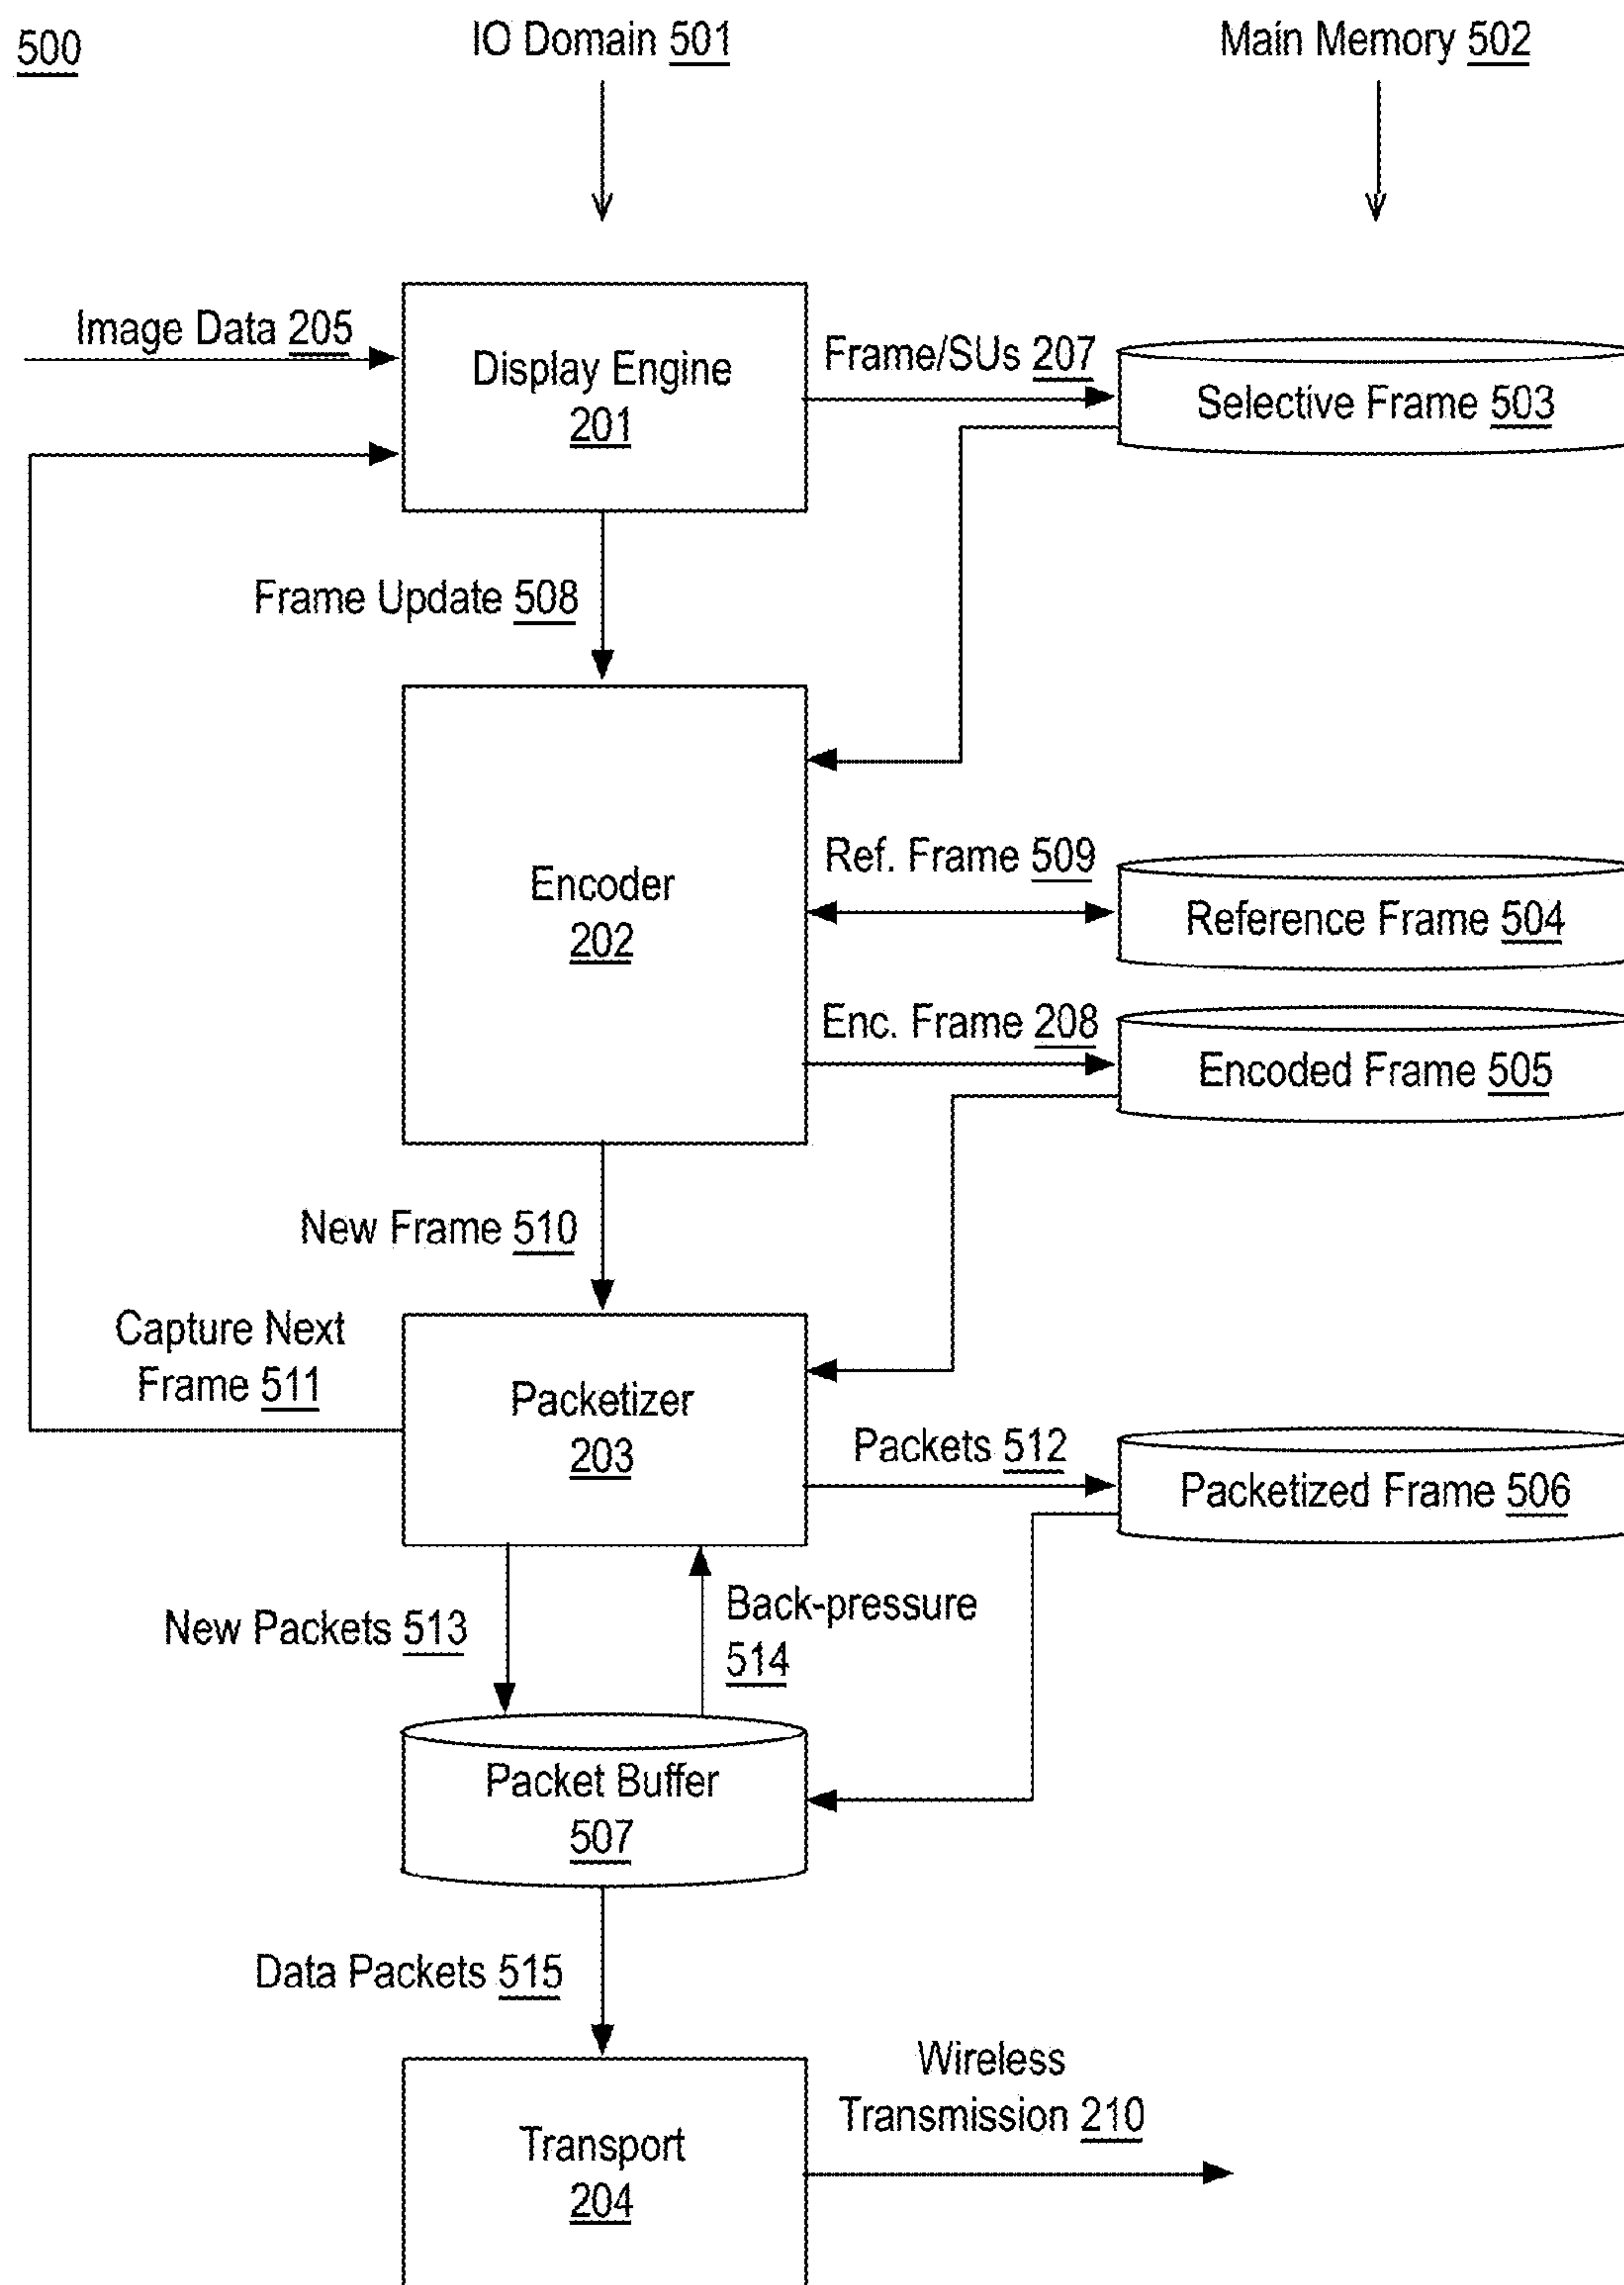 500
IO Domain 501
Main Memory 502
Image Data 205
Display Engine
201
Frame/SUs 207
Selective Frame 503
Frame Update 508
Encoder
202
Ref. Frame 509
Reference Frame 504
Enc. Frame 208
Encoded Frame 505
New Frame 510
Capture Next
Frame 511
Packetizer
203
Packets 512
Packetized Frame 506
New Packets 513
Back-pressure
514
Packet Buffer
507
Data Packets 515
Transport
204
Wireless
Transmission 210